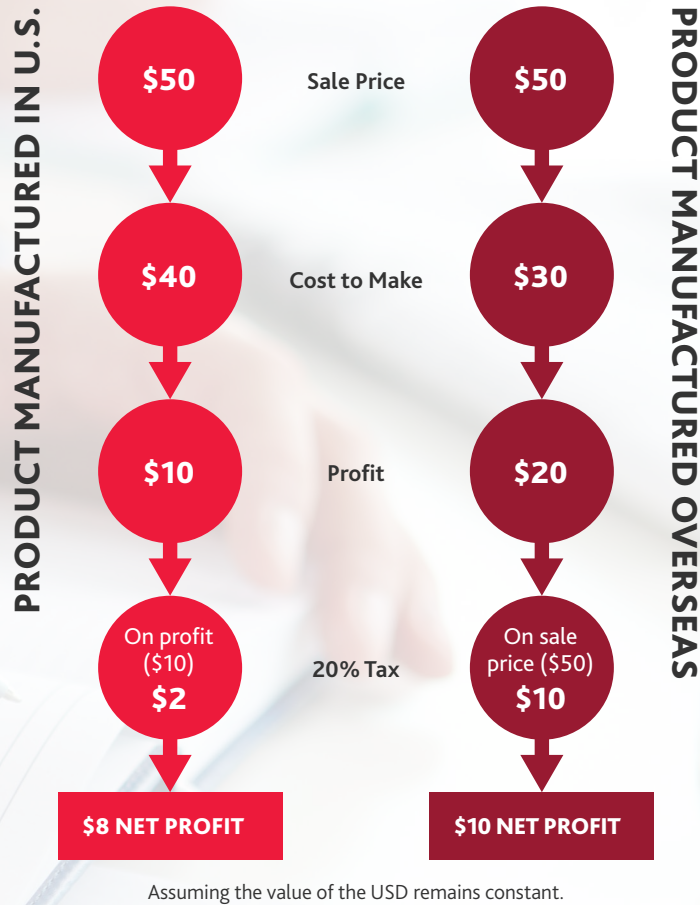 PRODUCT MANUFACTURED IN U.S.
PRODUCT MANUFACTURED OVERSEAS
$50
Sale Price
$50
$40
Cost to Make
$30
$10
Profit
$20
On profit
($10)
$2
20% Tax
On sale
price ($50)
$10
$8 NET PROFIT
$10 NET PROFIT
Assuming the value of the USD remains constant.